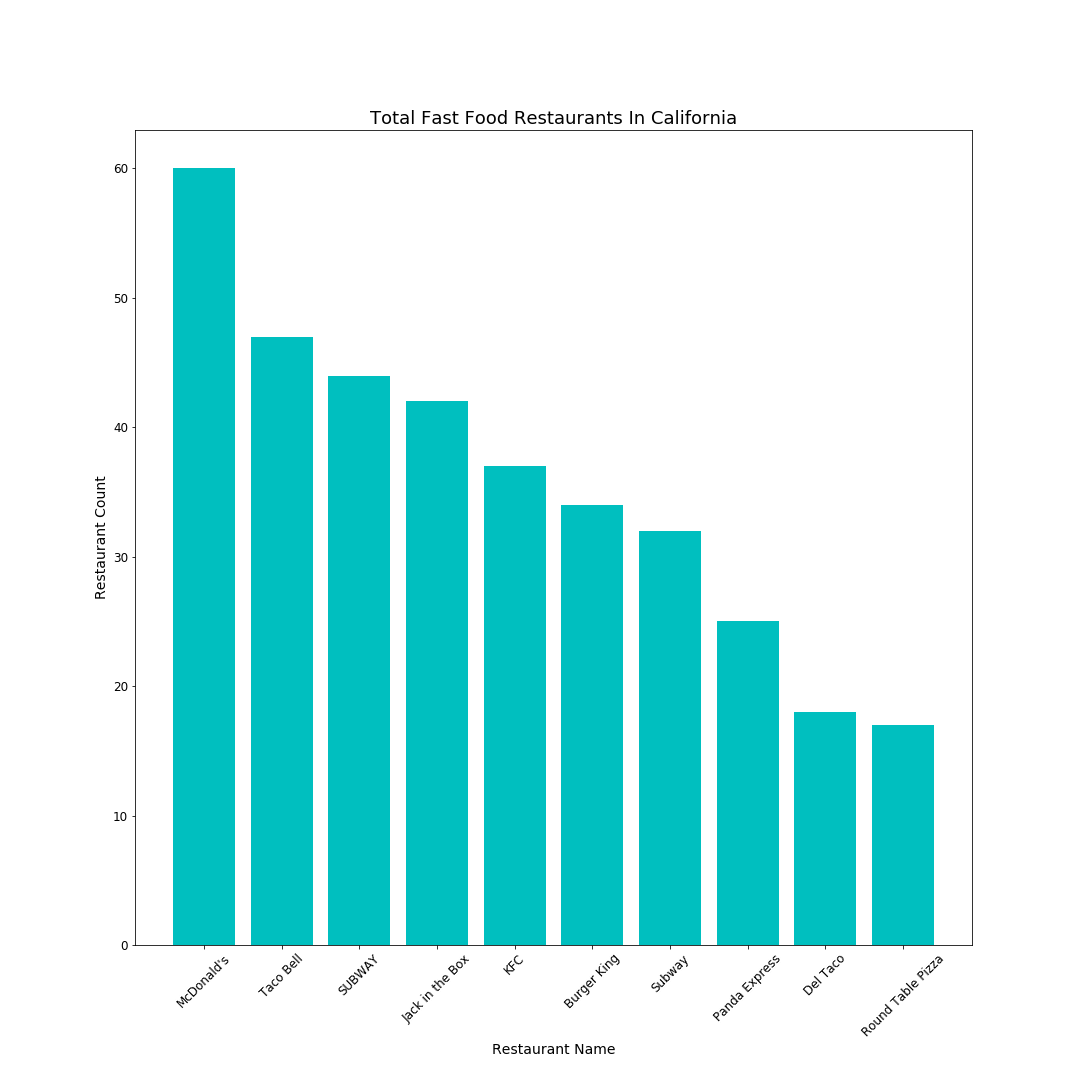 Total Fast Food Restaurants In California
60
50
40
30
20
10
0
Restaurant Count
McDonald's
Taco Bell
SUBWAY
Jack in the Box
KFC
Burger King
Subway
Panda Express
Del Taco
Round Table Pizza
Restaurant Name